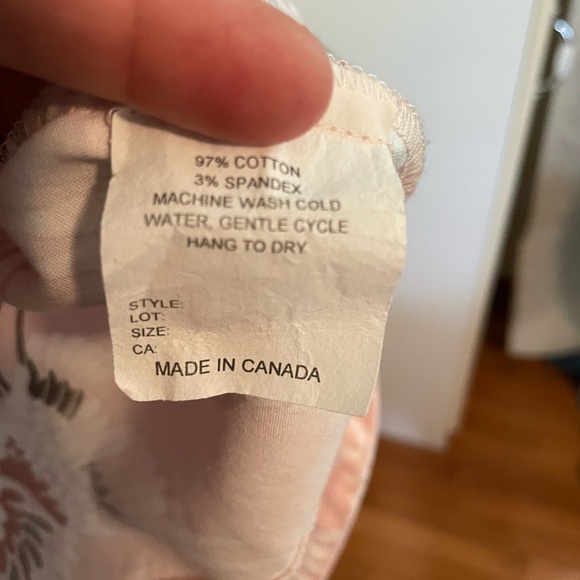 97% COTTON
3% SPANDEX
MACHINE WASH COLD
WATER, GENTLE CYCLE
HANG TO DRY
STYLE:
LOT:
SIZE:
CA:
MADE IN CANADA